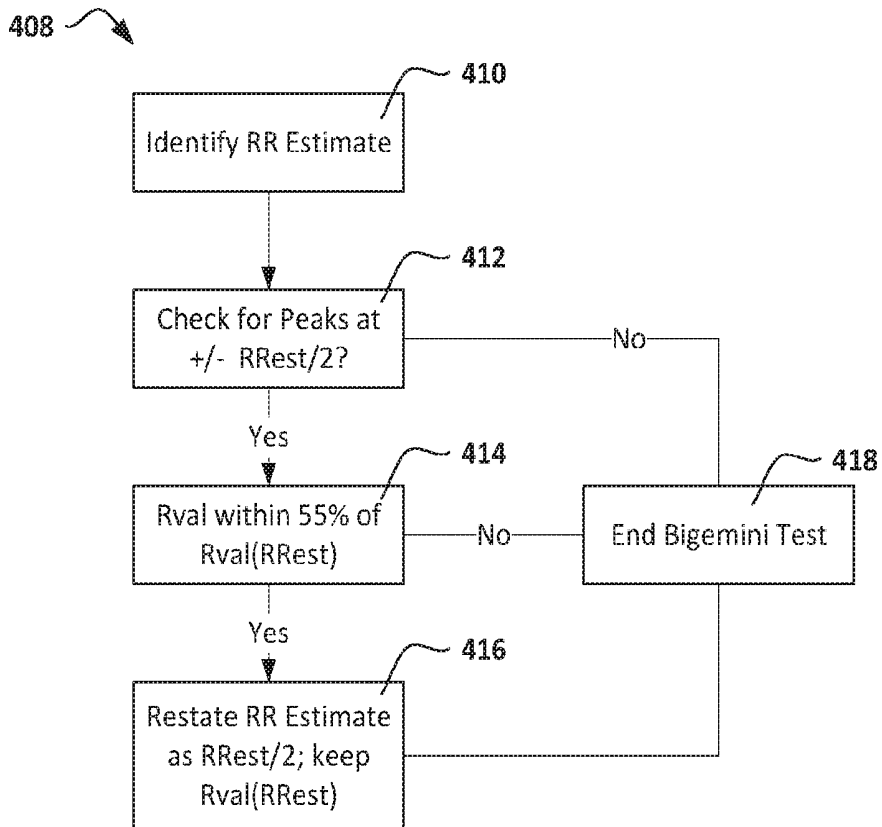 408
410
Identify RR Estimate
412
Check for Peaks at
+/- RRest/2?
No
Yes
414
418
Rval within 55% of
Rval(RRest)
No
End Bigemini Test
Yes
416
Restate RR Estimate
as RRest/2; keep
Rval(RRest)